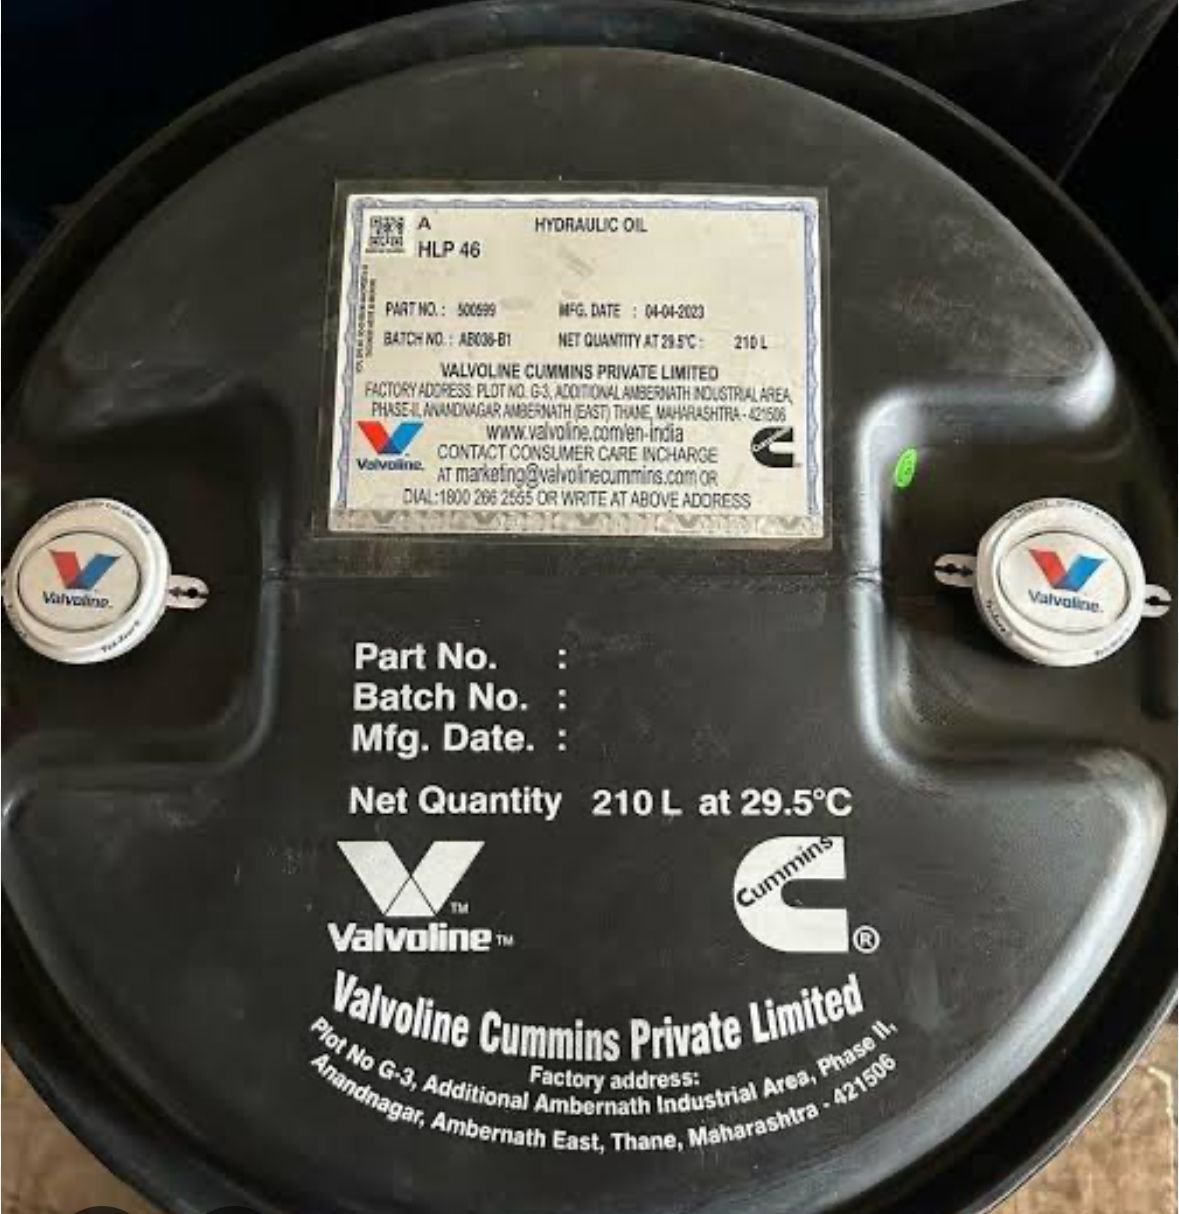 A
HYDRAULIC OIL
HLP 46
PART NO. : 500599
MFG. DATE : 04-04-2023
BATCH NO. : AB036-B1
NET QUANTITY AT 29.5°C : 210 L
VALVOLINE CUMMINS PRIVATE LIMITED
FACTORY ADDRESS: PLOT NO. G-3, ADDITIONAL AMBERNATH INDUSTRIAL AREA,
PHASE-II, ANANDNAGAR AMBERNATH (EAST) THANE, MAHARASHTRA - 421506
www.valvoline.com/en-india
CONTACT CONSUMER CARE INCHARGE
AT marketing@valvolinecummins.com OR
DIAL:1800 266 2555 OR WRITE AT ABOVE ADDRESS
Valvoline.
Cummins
Valvoline.
Valvoline.
Part No. :
Batch No. :
Mfg. Date. :
Net Quantity 210 L at 29.5°C
Valvoline™
Cummins
Valvoline Cummins Private Limited
Factory address:
Plot No G-3, Additional Ambernath Industrial Area, Phase II,
Anandnagar, Ambernath East, Thane, Maharashtra - 421506